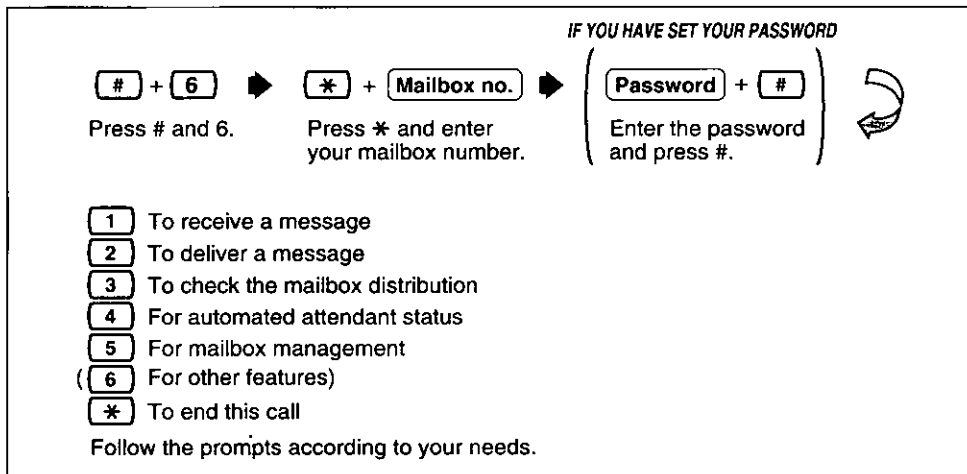 IF YOU HAVE SET YOUR PASSWORD
# + 6 * + Mailbox no. Password + #
Press # and 6. Press * and enter Enter the password
your mailbox number. and press #.
1 To receive a message
2 To deliver a message
3 To check the mailbox distribution
4 For automated attendant status
5 For mailbox management
(6 For other features)
* To end this call
Follow the prompts according to your needs.